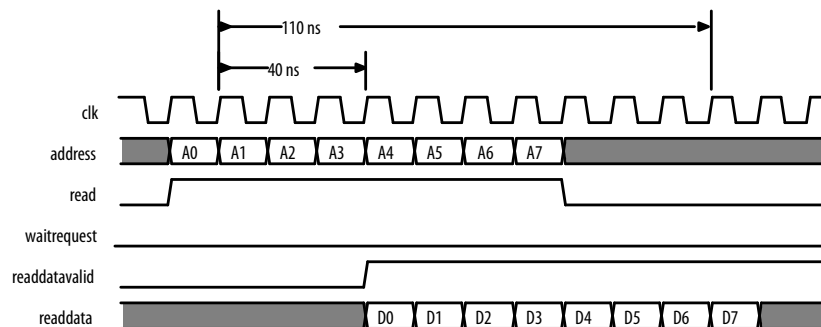 110 ns
40 ns
clk
address A0 A1 A2 A3 A4 A5 A6 A7
read
waitrequest
readdatavalid
readdata D0 D1 D2 D3 D4 D5 D6 D7